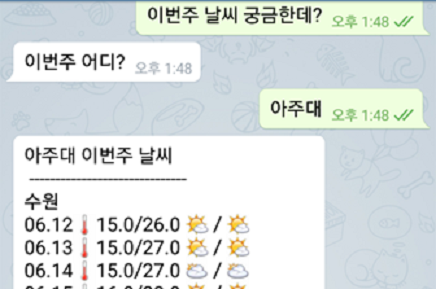 이번주 날씨 궁금한데? 오후 1:48
이번주 어디? 오후 1:48
아주대 오후 1:48
아주대 이번주 날씨
------------------------------
수원
06.12🌡15.0/26.0 🌤 / 🌤
06.13🌡15.0/27.0 🌤 / 🌤
06.14🌡15.0/27.0 🌥 / 🌥